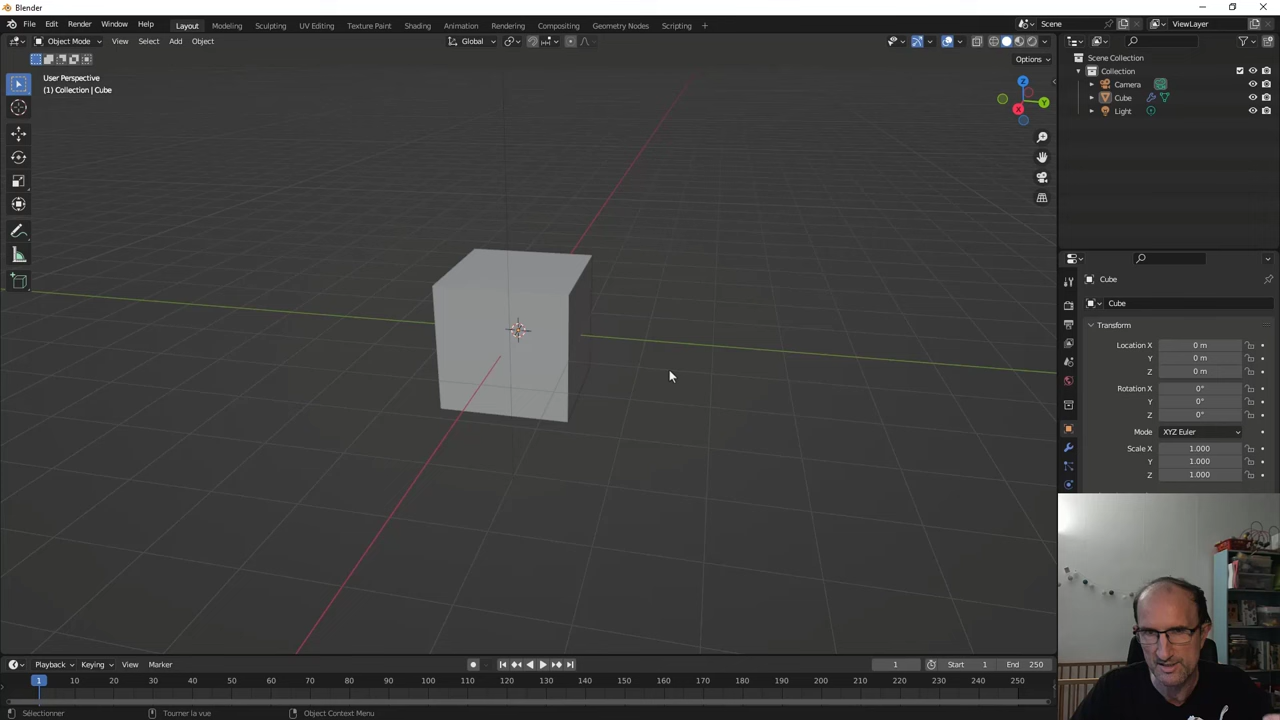 Blender
File Edit Render Window Help Layout Modeling Sculpting UV Editing Texture Paint Shading Animation Rendering Compositing Geometry Nodes Scripting + Scene ViewLayer
Object Mode View Select Add Object Global
Options
User Perspective
(1) Collection | Cube
Z
Y
X
Scene Collection
Collection
Camera
Cube
Light
Cube
Cube
Transform
Location X 0 m
Y 0 m
Z 0 m
Rotation X 0°
Y 0°
Z 0°
Mode XYZ Euler
Scale X 1.000
Y 1.000
Z 1.000
Playback Keying View Marker 1 Start 1 End 250
1 10 20 30 40 50 60 70 80 90 100 110 120 130 140 150 160 170 180 190 200 210 220 230 240 250
Sélectionner Tourner la vue Object Context Menu